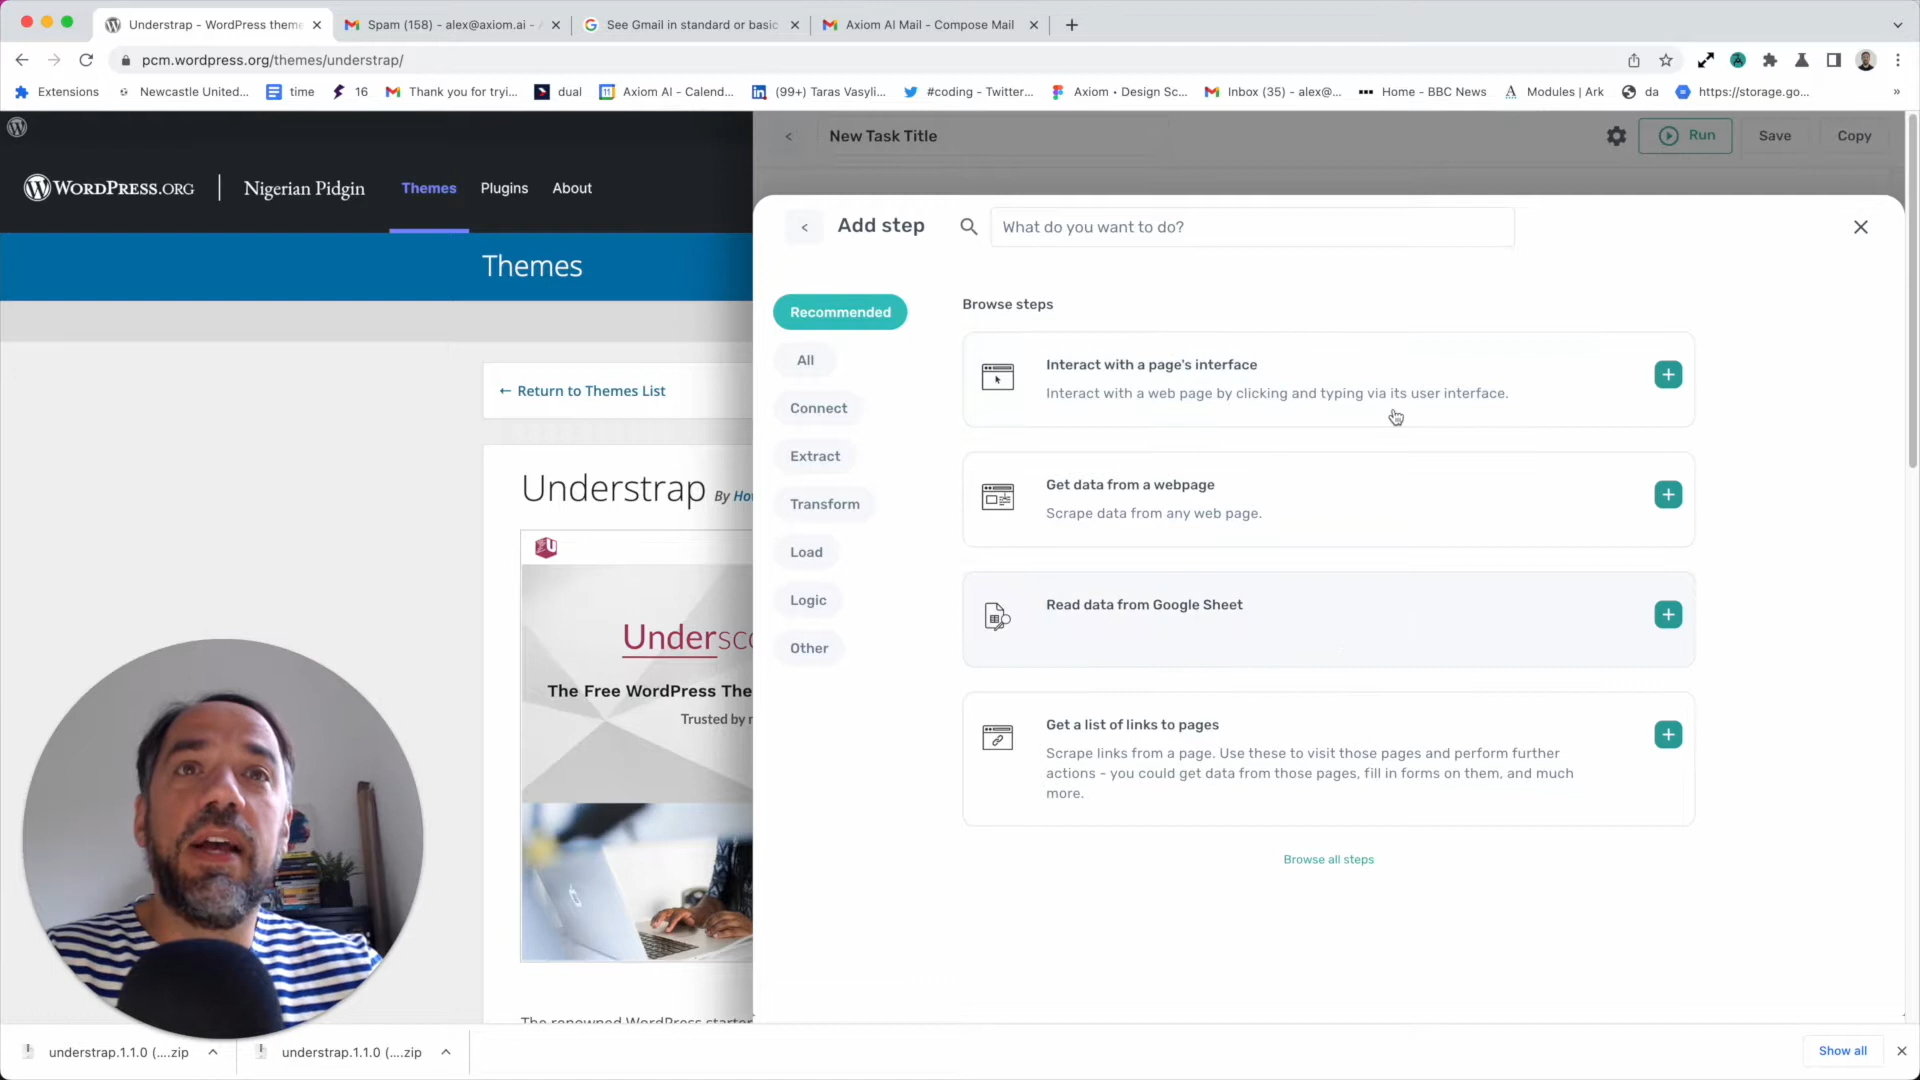 Understrap - WordPress theme
Spam (158) - alex@axiom.ai -
See Gmail in standard or basic
Axiom AI Mail - Compose Mail
pcm.wordpress.org/themes/understrap/
Extensions
Newcastle United...
time
16
Thank you for tryi...
dual
Axiom AI - Calend...
(99+) Taras Vasyli...
#coding - Twitter...
Axiom • Design Sc...
Inbox (35) - alex@...
Home - BBC News
Modules | Ark
da
https://storage.go...
»
WORDPRESS.ORG
Nigerian Pidgin
Themes
Plugins
About
< New Task Title
Run
Save
Copy
Themes
← Return to Themes List
Understrap By How
Undersc
The Free WordPress The
Trusted by
The renowned WordPress starter
< Add step
What do you want to do?
Recommended
All
Connect
Extract
Transform
Load
Logic
Other
Browse steps
Interact with a page's interface
Interact with a web page by clicking and typing via its user interface.
Get data from a webpage
Scrape data from any web page.
Read data from Google Sheet
Get a list of links to pages
Scrape links from a page. Use these to visit those pages and perform further
actions - you could get data from those pages, fill in forms on them, and much
more.
Browse all steps
understrap.1.1.0 (....zip
understrap.1.1.0 (....zip
Show all